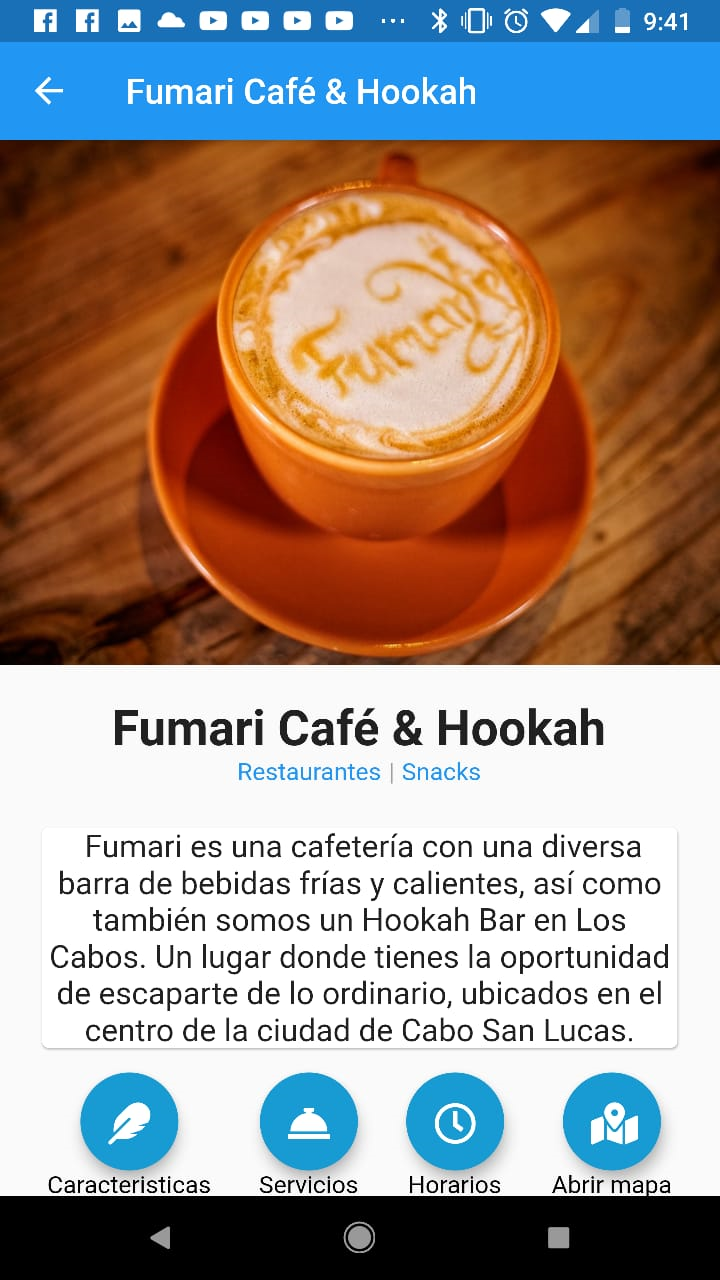 9:41
Fumari Café & Hookah
Fumari
Café
Fumari Café & Hookah
Restaurantes | Snacks
Fumari es una cafetería con una diversa
barra de bebidas frías y calientes, así como
también somos un Hookah Bar en Los
Cabos. Un lugar donde tienes la oportunidad
de escaparte de lo ordinario, ubicados en el
centro de la ciudad de Cabo San Lucas.
Caracteristicas Servicios Horarios Abrir mapa